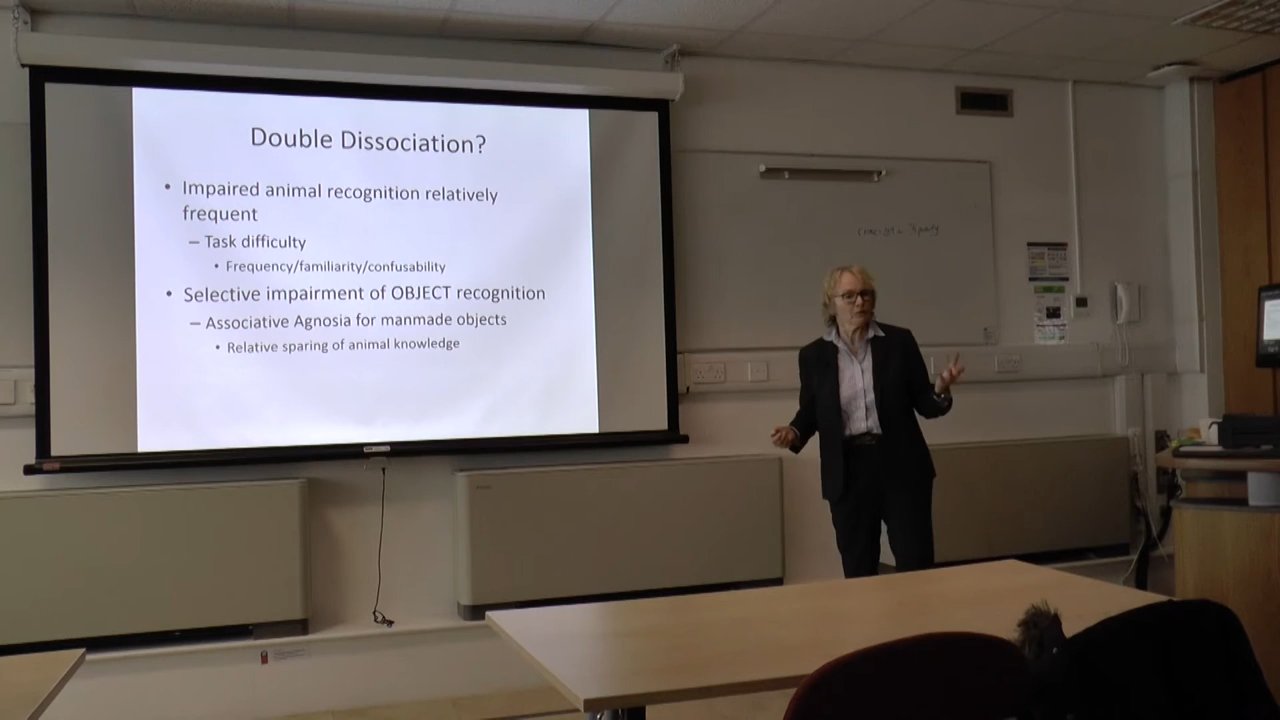 Double Dissociation?
• Impaired animal recognition relatively
frequent
– Task difficulty
• Frequency/familiarity/confusability
• Selective impairment of OBJECT recognition
– Associative Agnosia for manmade objects
• Relative sparing of animal knowledge